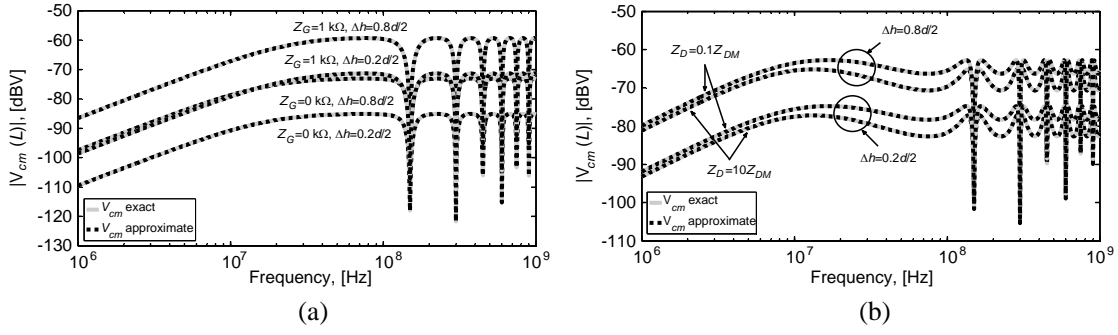 (a)
|V_cm (L)|, [dBV]
-50
-60
-70
-80
-90
-100
-110
-120
-130
Z_G=1 kΩ, Δh=0.8d/2
Z_G=1 kΩ, Δh=0.2d/2
Z_G=0 kΩ, Δh=0.8d/2
Z_G=0 kΩ, Δh=0.2d/2
V_cm exact
V_cm approximate
10^6 10^7 10^8 10^9
Frequency, [Hz]
(b)
|V_cm (L)|, [dBV]
-50
-60
-70
-80
-90
-100
-110
Z_D=0.1Z_DM
Δh=0.8d/2
Z_D=10Z_DM
Δh=0.2d/2
V_cm exact
V_cm approximate
10^6 10^7 10^8 10^9
Frequency, [Hz]
(a)
(b)